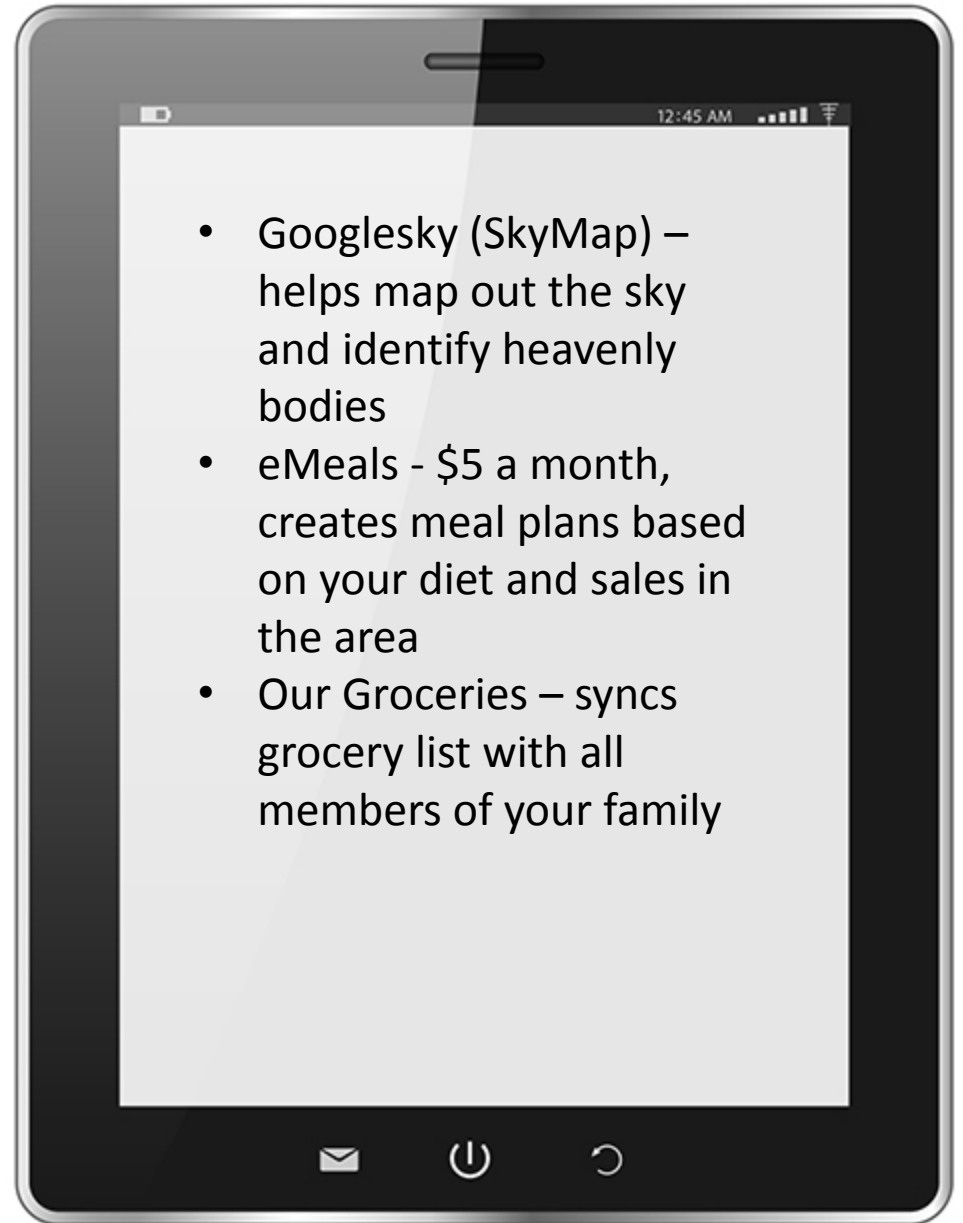 12:45 AM
• Googlesky (SkyMap) –
helps map out the sky
and identify heavenly
bodies
• eMeals - $5 a month,
creates meal plans based
on your diet and sales in
the area
• Our Groceries – syncs
grocery list with all
members of your family